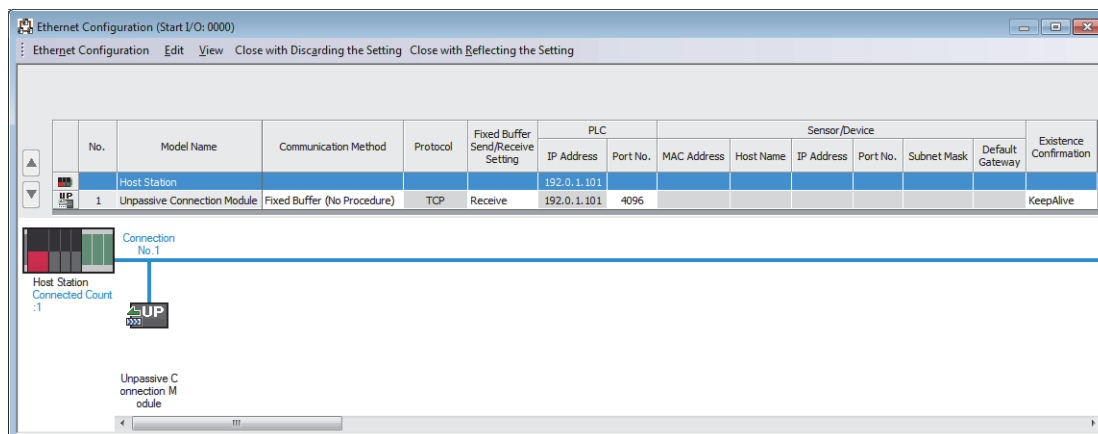 Ethernet Configuration (Start I/O: 0000)
Ethernet Configuration Edit View Close with Discarding the Setting Close with Reflecting the Setting
No. Model Name Communication Method Protocol Fixed Buffer Send/Receive Setting PLC Sensor/Device Existence Confirmation
IP Address Port No. MAC Address Host Name IP Address Port No. Subnet Mask Default Gateway
Host Station 192.0.1.101
UP 1 Unpassive Connection Module Fixed Buffer (No Procedure) TCP Receive 192.0.1.101 4096 KeepAlive
Connection
No.1
Host Station
Connected Count
:1
UP
Unpassive C
onnection M
odule